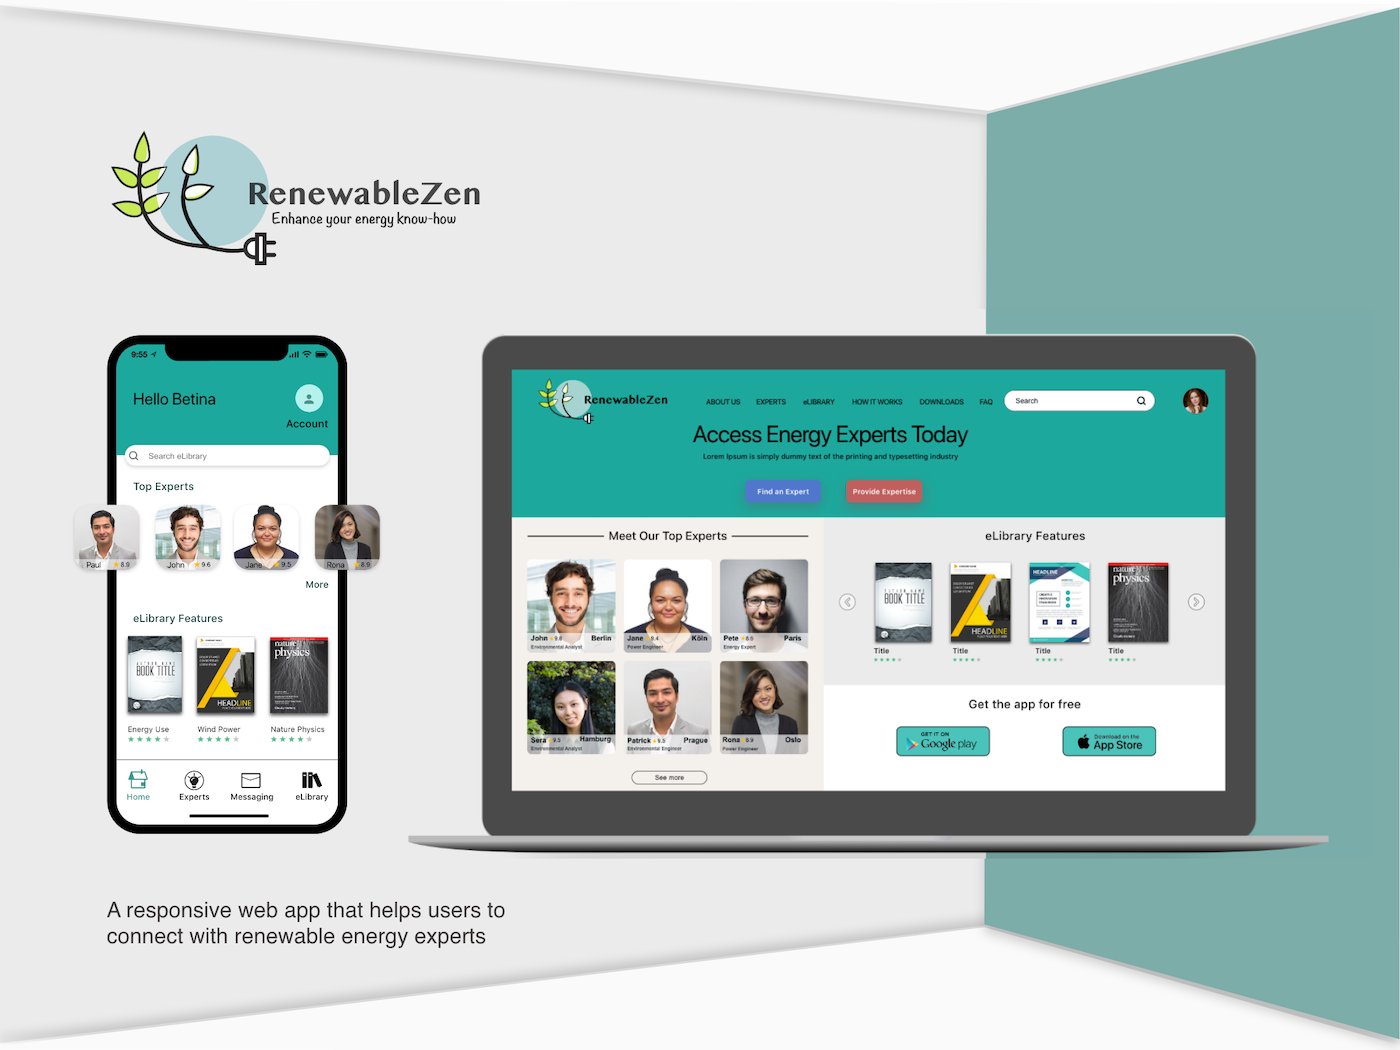 RenewableZen
Enhance your energy know-how
9:55
Hello Betina
Account
Search eLibrary
Top Experts
Paul 8.9
John 9.6
Jane 9.5
Rona 8.9
More
eLibrary Features
BOOK TITLE
HEADLINE
nature
physics
Energy Use
Wind Power
Nature Physics
Home
Experts
Messaging
eLibrary
RenewableZen
ABOUT US
EXPERTS
eLIBRARY
HOW IT WORKS
DOWNLOADS
FAQ
Search
Access Energy Experts Today
Lorem Ipsum is simply dummy text of the printing and typesetting industry
Find an Expert
Provide Expertise
Meet Our Top Experts
John 9.6 Berlin
Environmental Analyst
Jane 9.4 Köln
Power Engineer
Pete 8.6 Paris
Energy Expert
Sera 9.3 Hamburg
Environmental Analyst
Patrick 9.5 Prague
Environmental Engineer
Rona 8.9 Oslo
Power Engineer
See more
eLibrary Features
BOOK TITLE
HEADLINE
HEADLINE
nature
physics
Title
Title
Title
Title
Get the app for free
GET IT ON
Google play
Download on the
App Store
A responsive web app that helps users to
connect with renewable energy experts